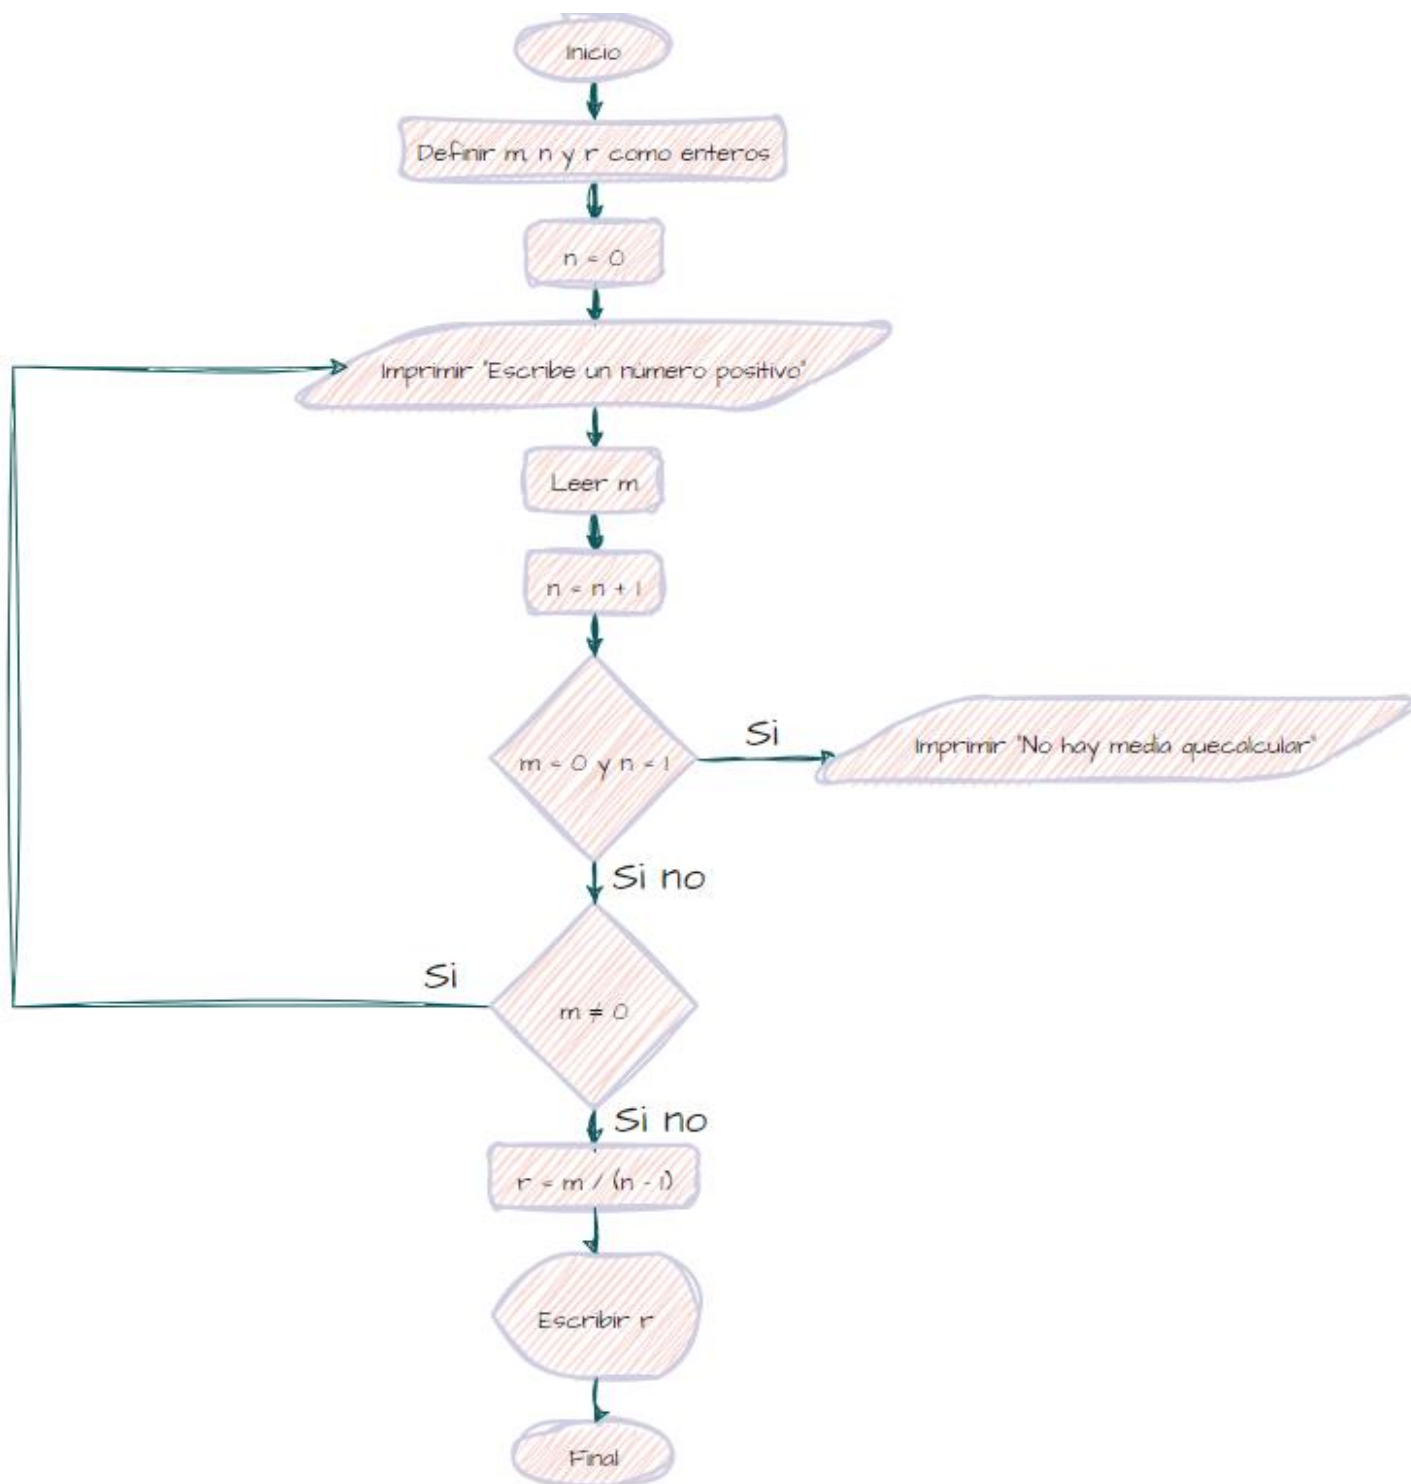 Inicio
Definir m, n y r como enteros
n = 0
Imprimir "Escribe un número positivo"
Leer m
n = n + 1
m = 0 y n = 1
Si
Imprimir "No hay media quecalcular"
Si no
Si
m ≠ 0
Si no
r = m / (n - 1)
Escribir r
Final